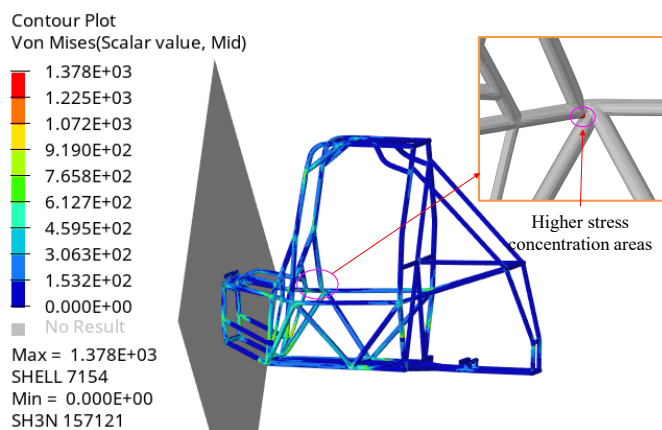 Contour Plot
Von Mises(Scalar value, Mid)
1.378E+03
1.225E+03
1.072E+03
9.190E+02
7.658E+02
6.127E+02
4.595E+02
3.063E+02
1.532E+02
0.000E+00
No Result
Max = 1.378E+03
SHELL 7154
Min = 0.000E+00
SH3N 157121
Higher stress
concentration areas